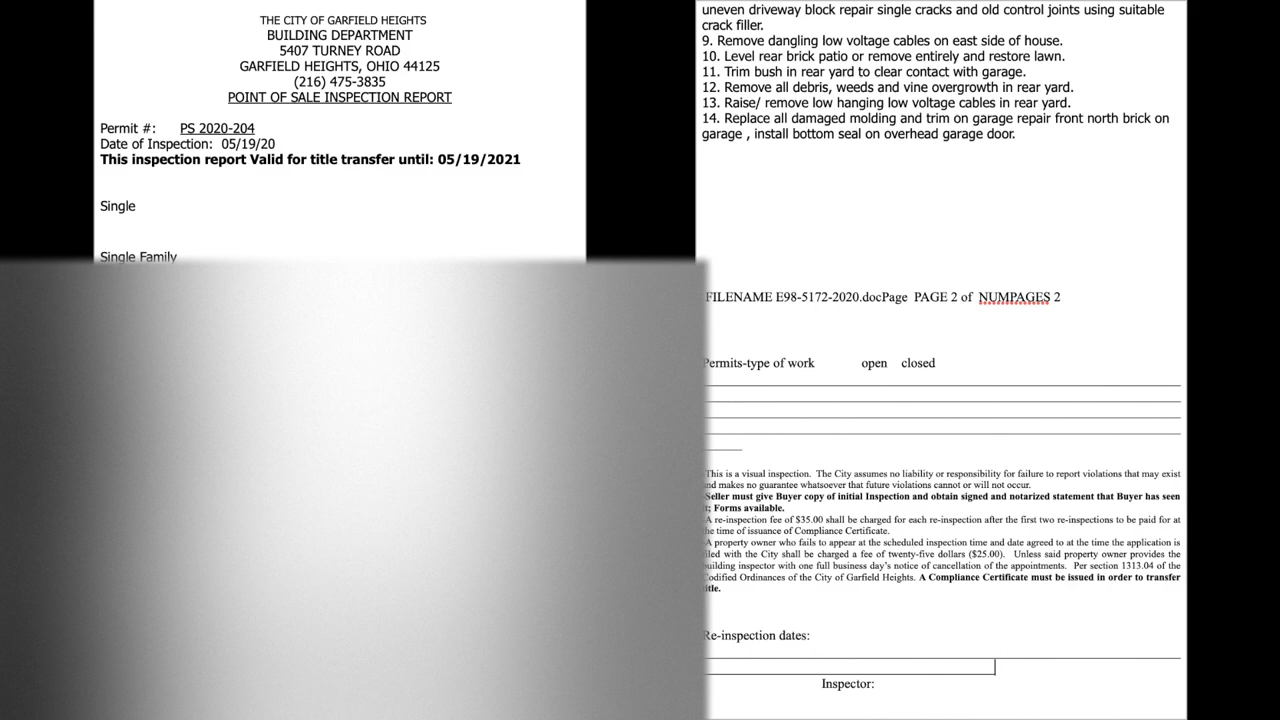 THE CITY OF GARFIELD HEIGHTS
BUILDING DEPARTMENT
5407 TURNEY ROAD
GARFIELD HEIGHTS, OHIO 44125
(216) 475-3835
POINT OF SALE INSPECTION REPORT
Permit #: PS 2020-204
Date of Inspection: 05/19/20
This inspection report Valid for title transfer until: 05/19/2021
Single
Single Family
uneven driveway block repair single cracks and old control joints using suitable
crack filler.
9. Remove dangling low voltage cables on east side of house.
10. Level rear brick patio or remove entirely and restore lawn.
11. Trim bush in rear yard to clear contact with garage.
12. Remove all debris, weeds and vine overgrowth in rear yard.
13. Raise/ remove low hanging low voltage cables in rear yard.
14. Replace all damaged molding and trim on garage repair front north brick on
garage , install bottom seal on overhead garage door.
FILENAME E98-5172-2020.docPage PAGE 2 of NUMPAGES 2
Permits-type of work open closed
This is a visual inspection. The City assumes no liability or responsibility for failure to report violations that may exist
and makes no guarantee whatsoever that future violations cannot or will not occur.
Seller must give Buyer copy of initial Inspection and obtain signed and notarized statement that Buyer has seen
it; Forms available.
A re-inspection fee of $35.00 shall be charged for each re-inspection after the first two re-inspections to be paid for at
the time of issuance of Compliance Certificate.
A property owner who fails to appear at the scheduled inspection time and date agreed to at the time the application is
filed with the City shall be charged a fee of twenty-five dollars ($25.00). Unless said property owner provides the
building inspector with one full business day's notice of cancellation of the appointments. Per section 1313.04 of the
Codified Ordinances of the City of Garfield Heights. A Compliance Certificate must be issued in order to transfer
title.
Re-inspection dates:
Inspector: